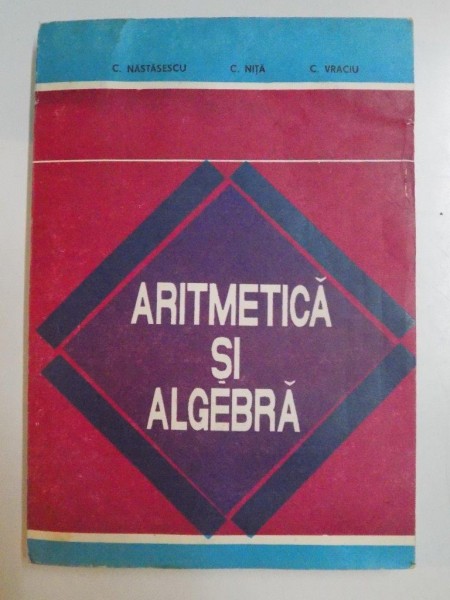 C. NĂSTĂSESCU C. NIȚĂ C. VRACIU
ARITMETICĂ
ȘI
ALGEBRĂ